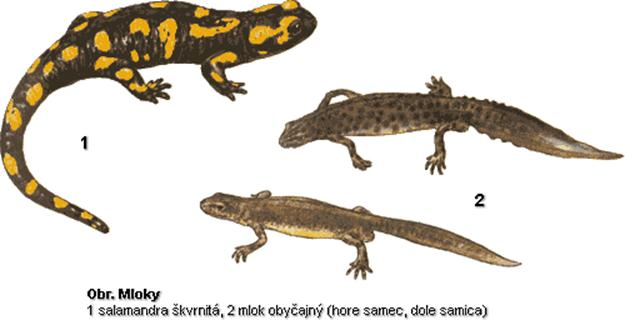 1
2
Obr. Mloky
1 salamandra škvrnitá, 2 mlok obyčajný (hore samec, dole samica)